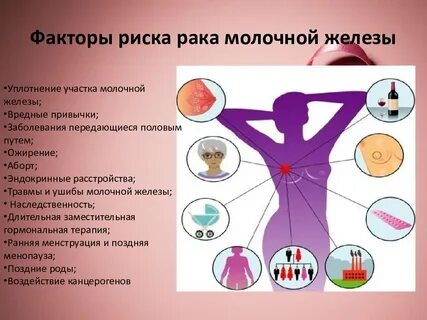 Факторы риска рака молочной железы
•Уплотнение участка молочной
железы;
•Вредные привычки;
•Заболевания передающиеся половым
путем;
•Ожирение;
•Аборт;
•Эндокринные расстройства;
•Травмы и ушибы молочной железы;
• Наследственность;
•Длительная заместительная
гормональная терапия;
•Ранняя менструация и поздняя
менопауза;
•Поздние роды;
•Воздействие канцерогенов